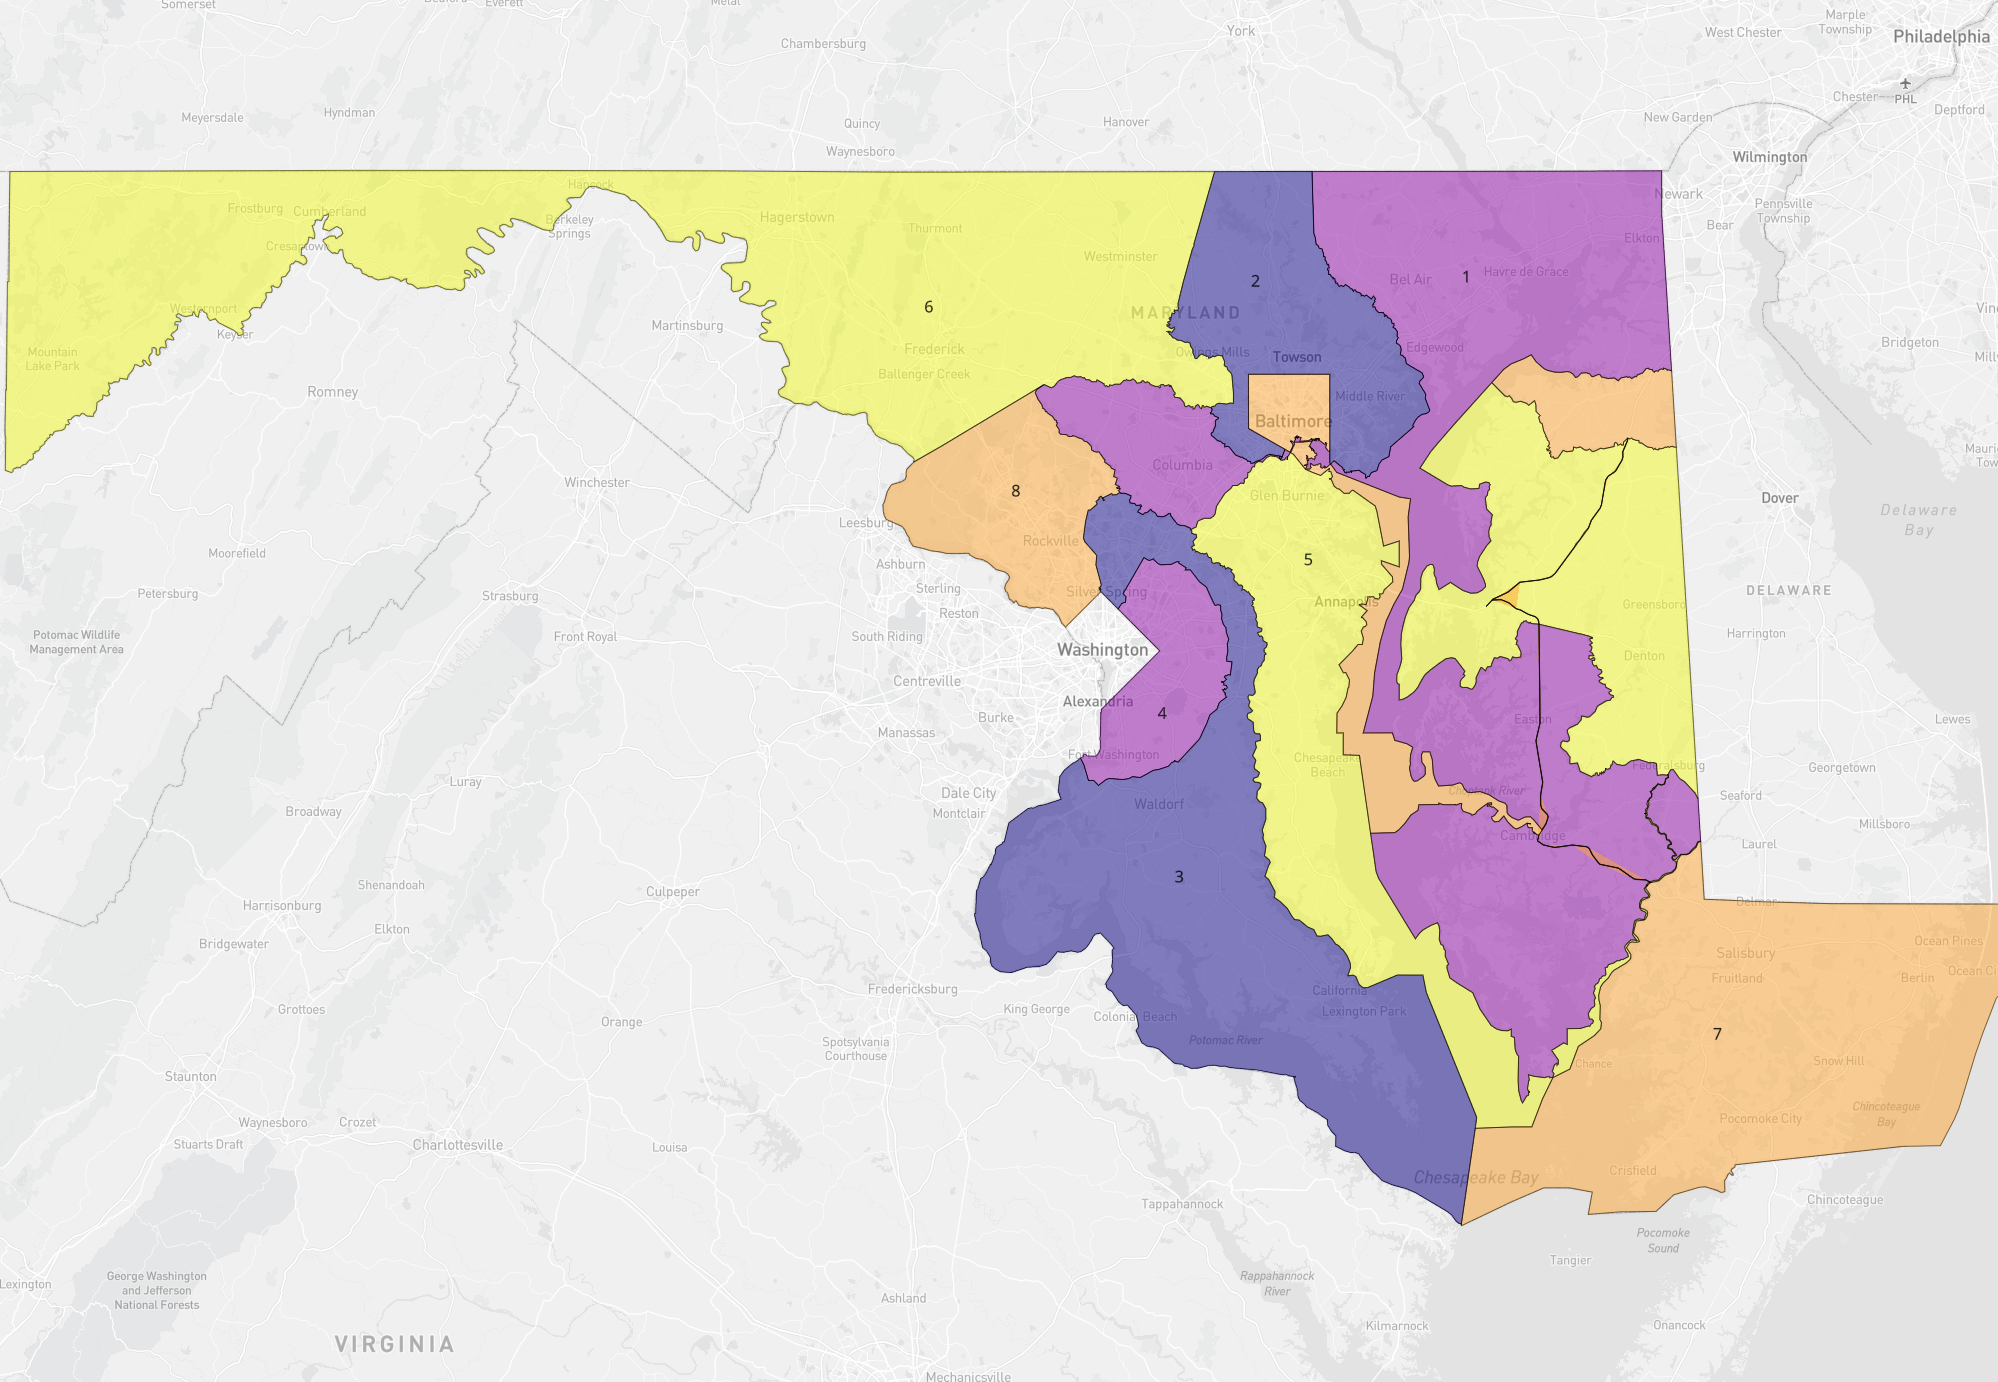 Somerset
Bedford
Everett
Metal
Chambersburg
York
West Chester
Marple
Township
Philadelphia
PHL
Chester
Deptford
Meyersdale
Hyndman
Quincy
Waynesboro
Hanover
New Garden
Wilmington
Newark
Pennsville
Township
Bear
Elkton
Frostburg
Cumberland
Cresaptown
Hancock
Berkeley
Springs
Hagerstown
Thurmont
Westminster
6
2
1
Bel Air
Havre de Grace
MARYLAND
Westernport
Keyser
Mountain
Lake Park
Martinsburg
Frederick
Ballenger Creek
Owings Mills
Towson
Edgewood
Middle River
Baltimore
Bridgeton
Romney
Winchester
Columbia
Glen Burnie
8
Rockville
5
Leesburg
Dover
Delaware
Bay
Moorefield
Ashburn
Sterling
Reston
South Riding
Silver Spring
Annapolis
Petersburg
Strasburg
Front Royal
DELAWARE
Greensboro
Harrington
Denton
Potomac Wildlife
Management Area
Washington
Centreville
Alexandria
Burke
Manassas
4
Easton
Lewes
Fort Washington
Chesapeake
Beach
Federalsburg
Georgetown
Seaford
Luray
Dale City
Montclair
Waldorf
Choptank River
Cambridge
Broadway
Milsboro
Laurel
3
Shenandoah
Culpeper
Harrisonburg
Elkton
Bridgewater
Delmar
Salisbury
Fruitland
Ocean Pines
Berlin
Ocean Ci
Fredericksburg
King George
Colonial Beach
California
Lexington Park
Grottoes
Orange
Spotsylvania
Courthouse
Potomac River
7
Chance
Snow Hill
Staunton
Waynesboro
Crozet
Stuarts Draft
Charlottesville
Louisa
Pocomoke City
Chincoteague
Bay
Chesapeake Bay
Crisfield
Tappahannock
Chincoteague
Pocomoke
Sound
Tangier
Lexington
George Washington
and Jefferson
National Forests
Rappahannock
River
Ashland
Kilmarnock
Onancock
VIRGINIA
Mechanicsville